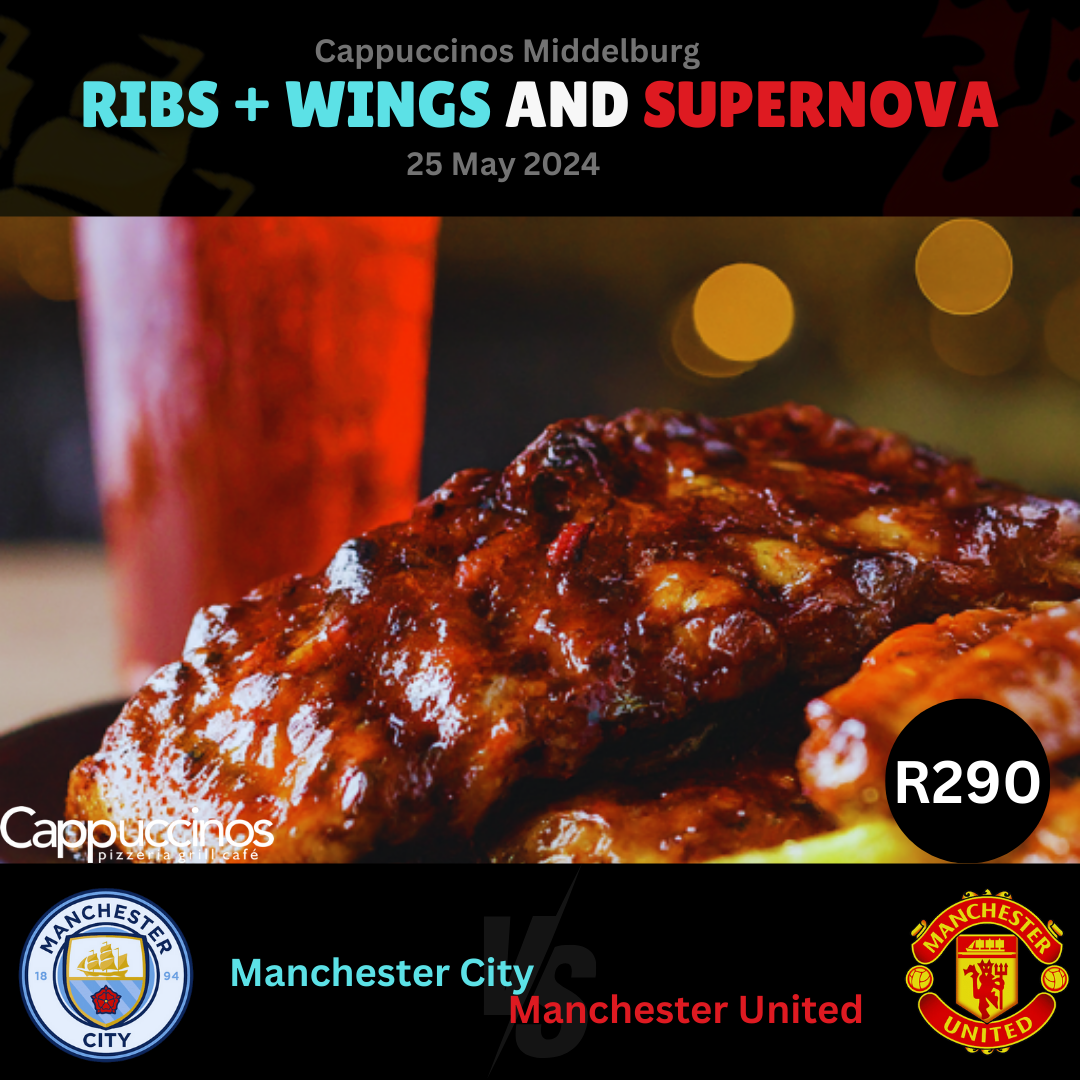 Cappuccinos Middelburg
RIBS + WINGS AND SUPERNOVA
25 May 2024
R290
Cappuccinos
pizzeria grill café
VS
MANCHESTER
18 94
CITY
Manchester City
Manchester United
MANCHESTER
UNITED